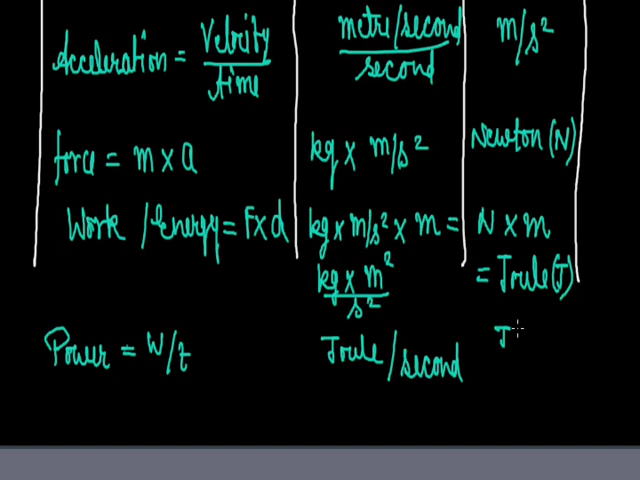 Acceleration = Velocity/time metre/second/second m/s²
force = m x a kg x m/s² Newton (N)
Work / Energy = F x d kg x m/s² x m = N x m
kg x m²/s² = Joule (J)
Power = W/t Joule/second J